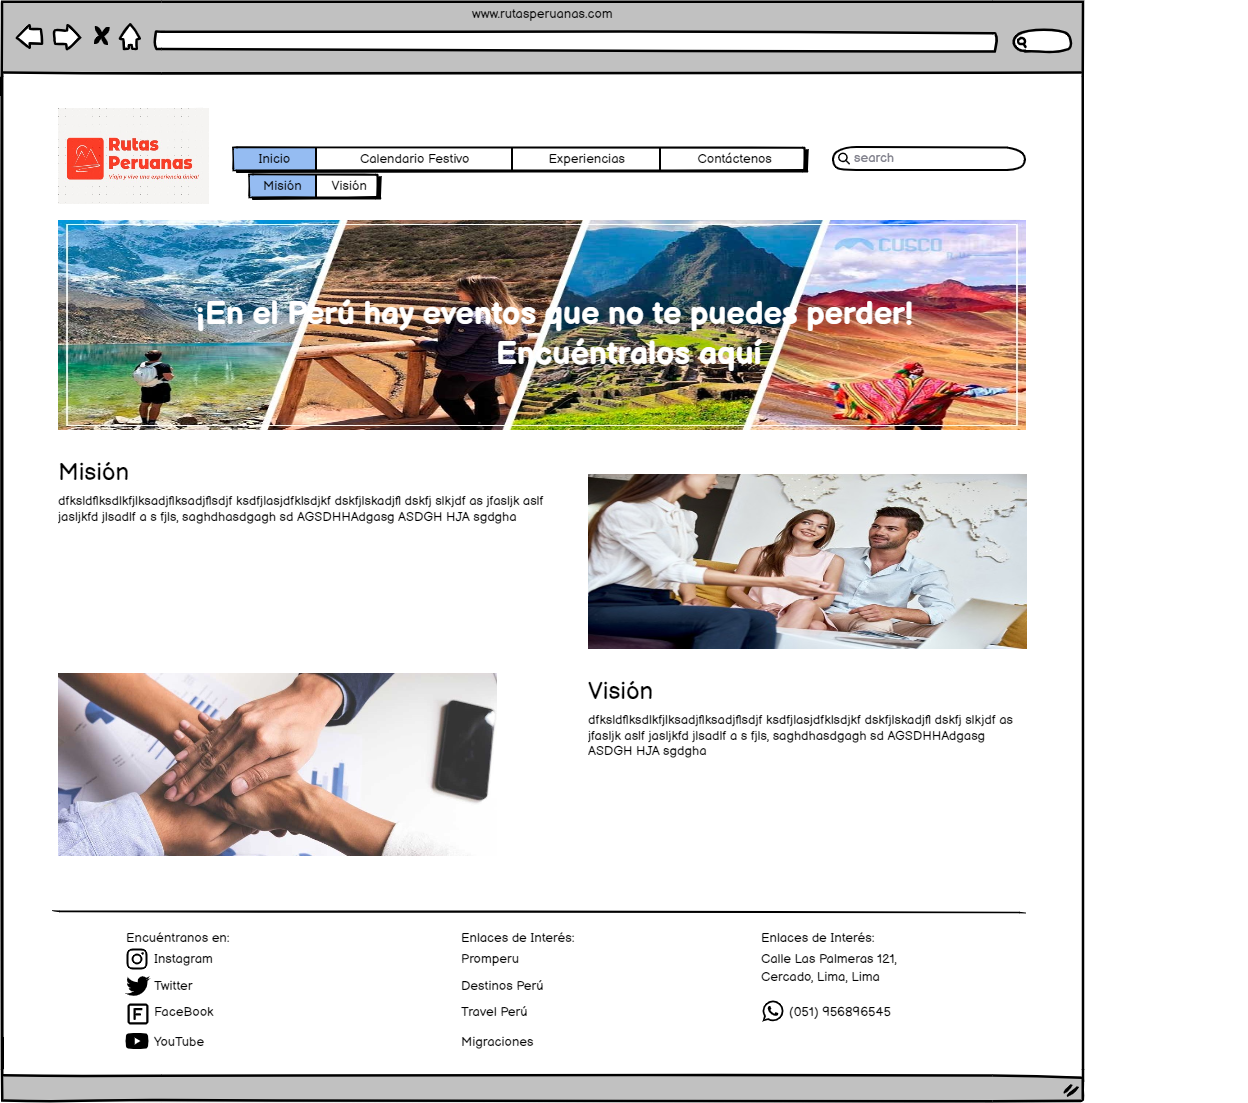 www.rutasperuanas.com
Rutas
Peruanas
Viaja y vive una experiencia única!
Inicio
Calendario Festivo
Experiencias
Contáctenos
search
Misión
Visión
CUSCO
¡En el Perú hay eventos que no te puedes perder!
Encuéntralos aquí
Misión
dfksldflksdlkfjlksadjflksadjflsdjf ksdfjlasjdfklsdjkf dskfjlskadjfl dskfj slkjdf as jfasljk aslf
jasljkfd jlsadlf a s fjls, saghdhasdgagh sd AGSDHHAdgasg ASDGH HJA sgdgha
Visión
dfksldflksdlkfjlksadjflksadjflsdjf ksdfjlasjdfklsdjkf dskfjlskadjfl dskfj slkjdf as
jfasljk aslf jasljkfd jlsadlf a s fjls, saghdhasdgagh sd AGSDHHAdgasg
ASDGH HJA sgdgha
Encuéntranos en:
Instagram
Twitter
FaceBook
YouTube
Enlaces de Interés:
Promperu
Destinos Perú
Travel Perú
Migraciones
Enlaces de Interés:
Calle Las Palmeras 121,
Cercado, Lima, Lima
(051) 956896545